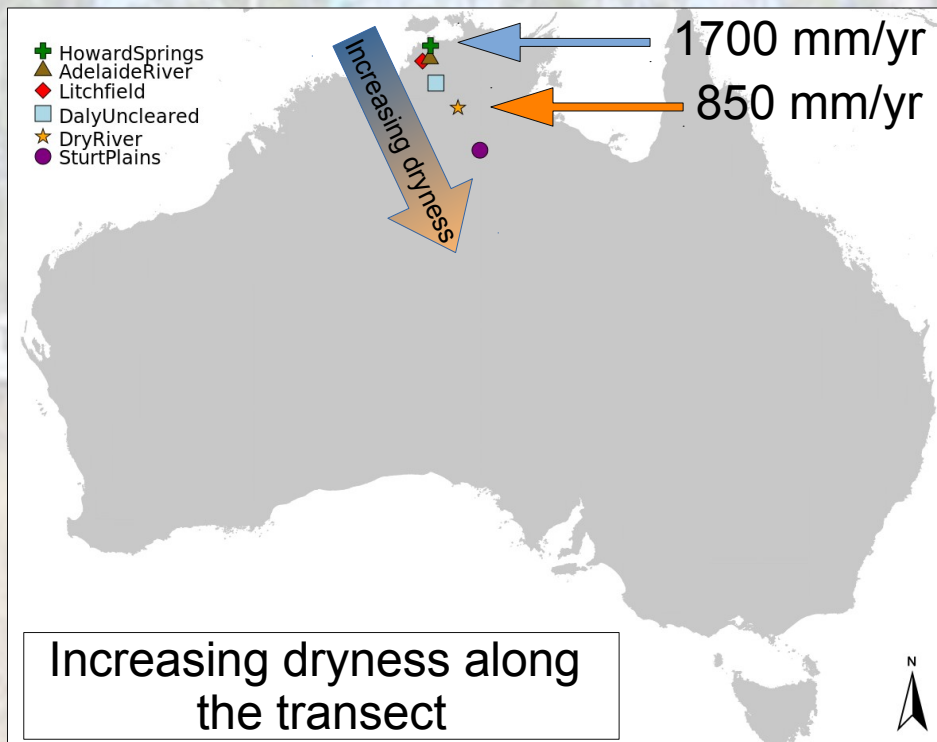 HowardSprings
AdelaideRiver
Litchfield
DalyUncleared
DryRiver
SturtPlains
Increasing dryness
1700 mm/yr
850 mm/yr
Increasing dryness along
the transect
N